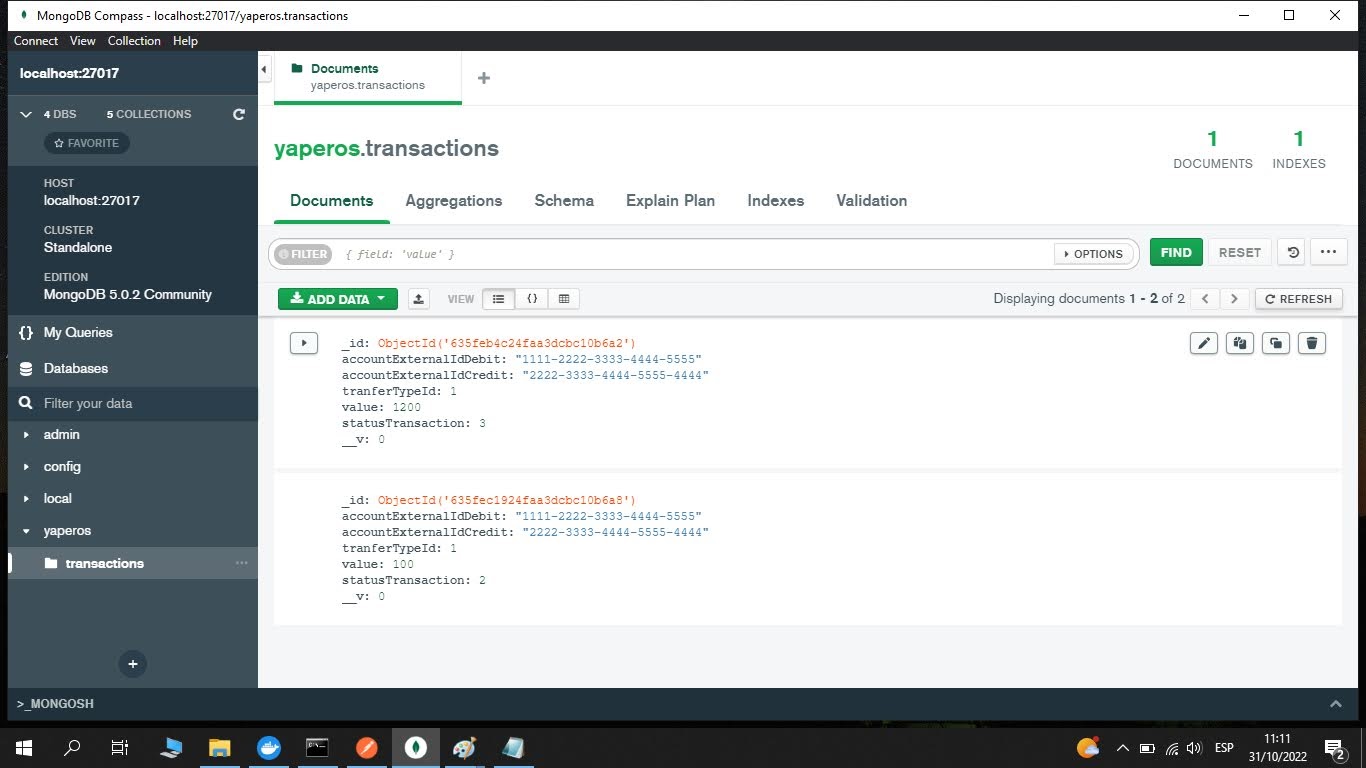 MongoDB Compass - localhost:27017/yaperos.transactions
Connect View Collection Help
localhost:27017
4 DBS 5 COLLECTIONS
FAVORITE
HOST
localhost:27017
CLUSTER
Standalone
EDITION
MongoDB 5.0.2 Community
{} My Queries
Databases
Filter your data
admin
config
local
yaperos
transactions
Documents
yaperos.transactions
yaperos.transactions
1 DOCUMENTS
1 INDEXES
Documents Aggregations Schema Explain Plan Indexes Validation
FILTER { field: 'value' } OPTIONS FIND RESET
ADD DATA VIEW {} Displaying documents 1 - 2 of 2 REFRESH
_id: ObjectId('635feb4c24faa3dcbc10b6a2')
accountExternalIdDebit: "1111-2222-3333-4444-5555"
accountExternalIdCredit: "2222-3333-4444-5555-4444"
tranferTypeId: 1
value: 1200
statusTransaction: 3
__v: 0
_id: ObjectId('635fec1924faa3dcbc10b6a8')
accountExternalIdDebit: "1111-2222-3333-4444-5555"
accountExternalIdCredit: "2222-3333-4444-5555-4444"
tranferTypeId: 1
value: 100
statusTransaction: 2
__v: 0
>_MONGOSH
ESP
11:11
31/10/2022
2